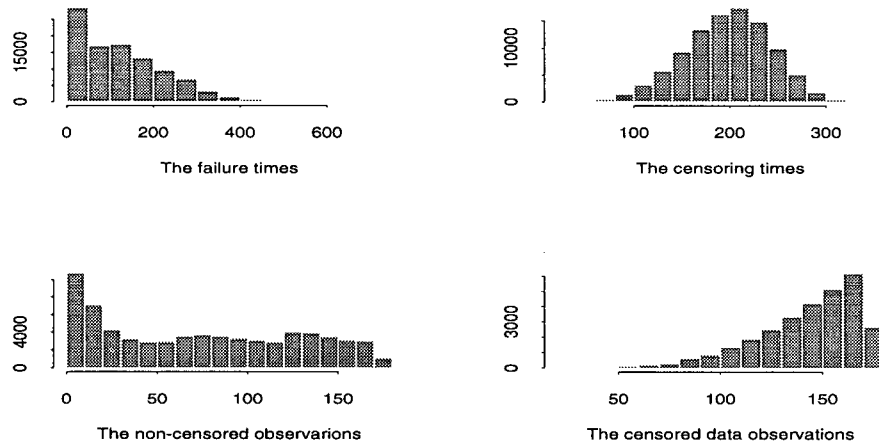 15000
0
0 200 400 600
The failure times
10000
0
100 200 300
The censoring times
4000
0
0 50 100 150
The non-censored observarions
3000
0
50 100 150
The censored data observations